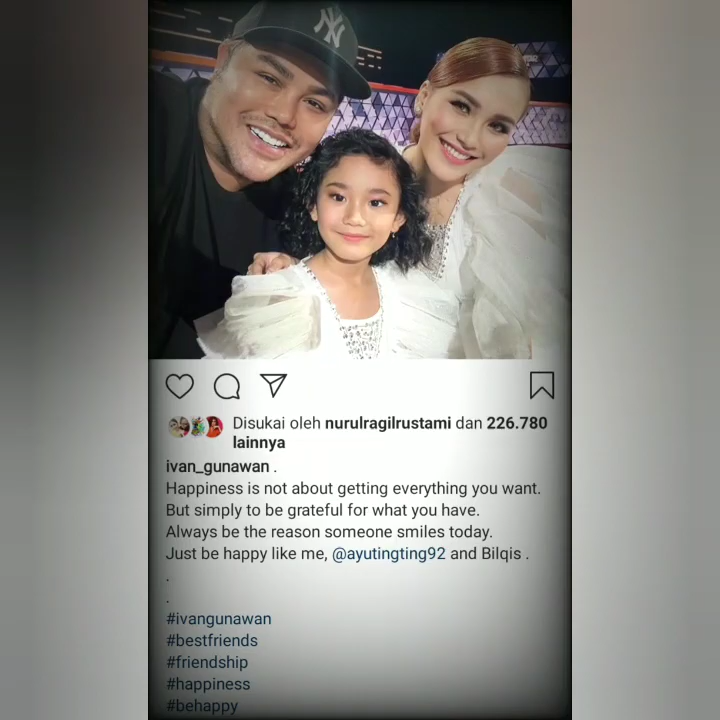 NY
Disukai oleh nurulragilrustami dan 226.780
lainnya
ivan_gunawan .
Happiness is not about getting everything you want.
But simply to be grateful for what you have.
Always be the reason someone smiles today.
Just be happy like me, @ayutingting92 and Bilqis .
.
.
#ivangunawan
#bestfriends
#friendship
#happiness
#behappy